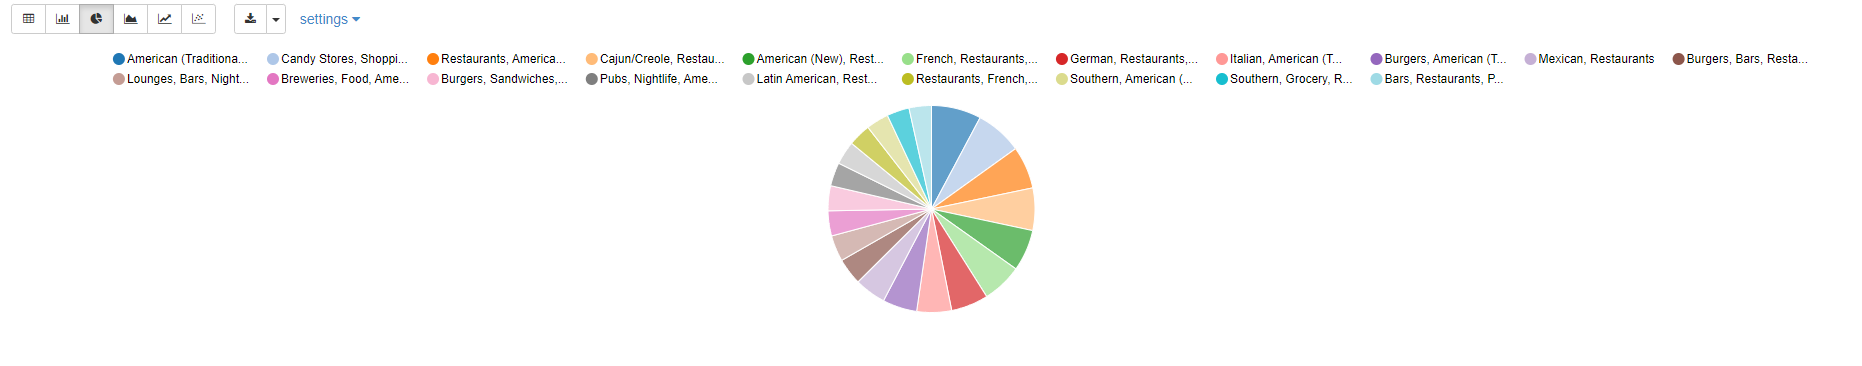 settings
American (Traditiona... Candy Stores, Shoppi... Restaurants, America... Cajun/Creole, Restau... American (New), Rest... French, Restaurants,... German, Restaurants,... Italian, American (T... Burgers, American (T... Mexican, Restaurants Burgers, Bars, Resta...
Lounges, Bars, Night... Breweries, Food, Ame... Burgers, Sandwiches,... Pubs, Nightlife, Ame... Latin American, Rest... Restaurants, French,... Southern, American (... Southern, Grocery, R... Bars, Restaurants, P...